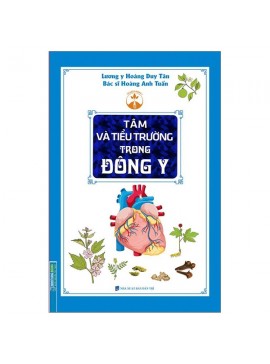 Lương y Hoàng Duy Tân
Bác sĩ Hoàng Anh Tuấn
TÂM
VÀ TIỂU TRƯỜNG
TRONG
ĐÔNG Y